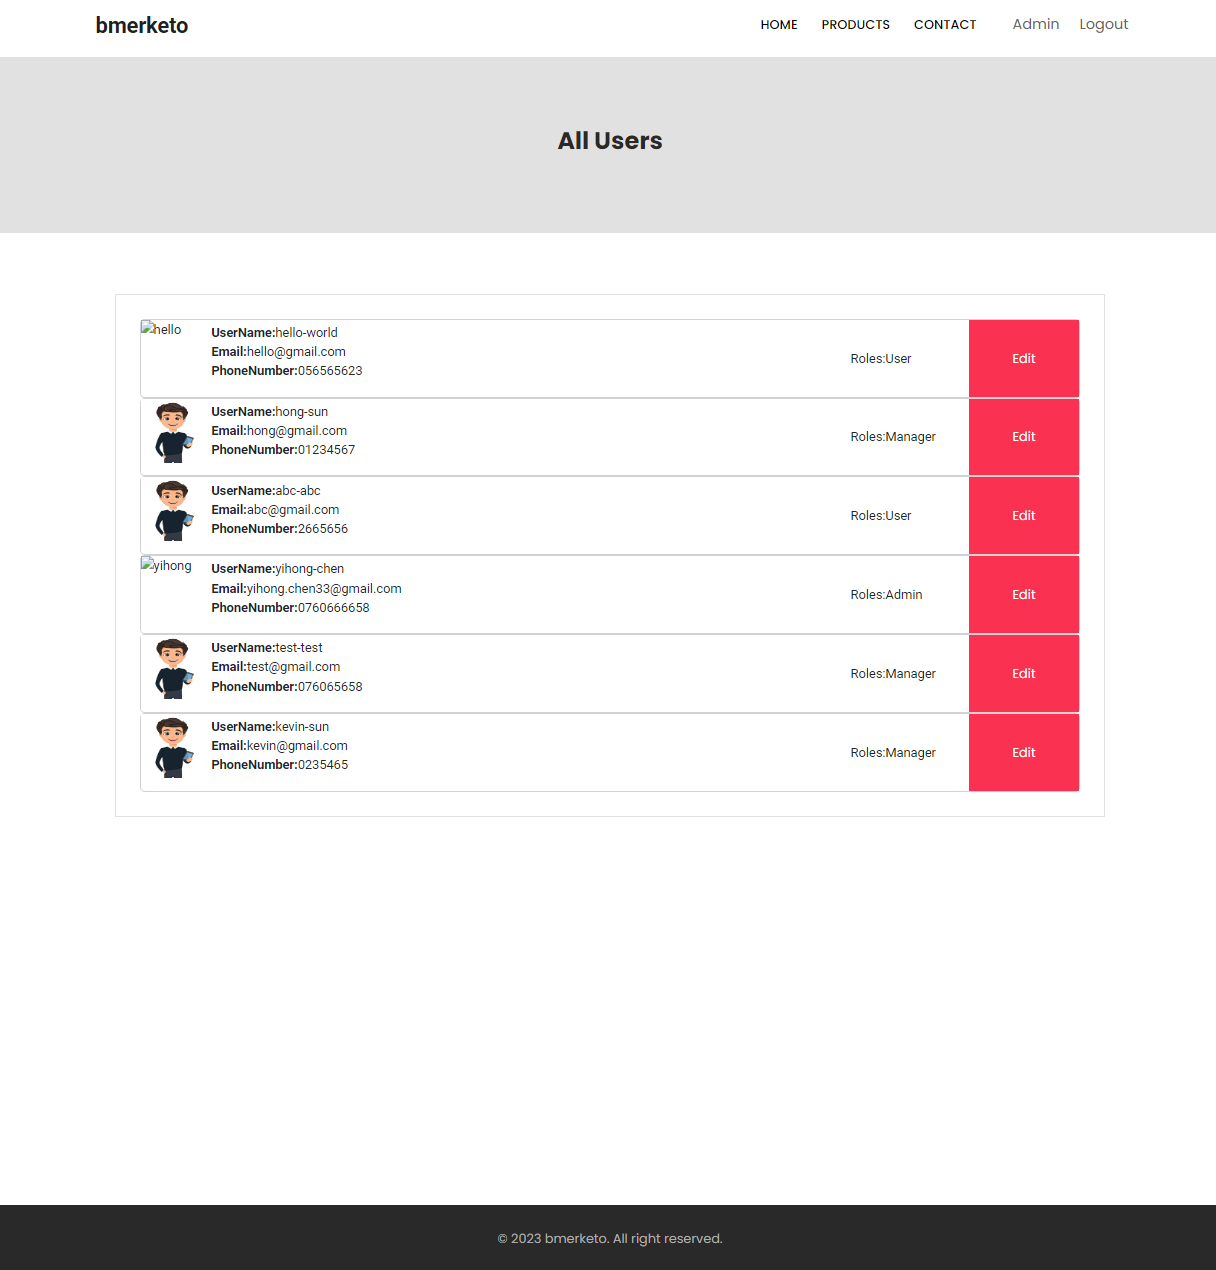 bmerketo
HOME PRODUCTS CONTACT Admin Logout
All Users
hello
UserName:hello-world
Email:hello@gmail.com
PhoneNumber:056565623
Roles:User
Edit
UserName:hong-sun
Email:hong@gmail.com
PhoneNumber:01234567
Roles:Manager
Edit
UserName:abc-abc
Email:abc@gmail.com
PhoneNumber:2665656
Roles:User
Edit
yihong
UserName:yihong-chen
Email:yihong.chen33@gmail.com
PhoneNumber:0760666658
Roles:Admin
Edit
UserName:test-test
Email:test@gmail.com
PhoneNumber:076065658
Roles:Manager
Edit
UserName:kevin-sun
Email:kevin@gmail.com
PhoneNumber:0235465
Roles:Manager
Edit
© 2023 bmerketo. All right reserved.